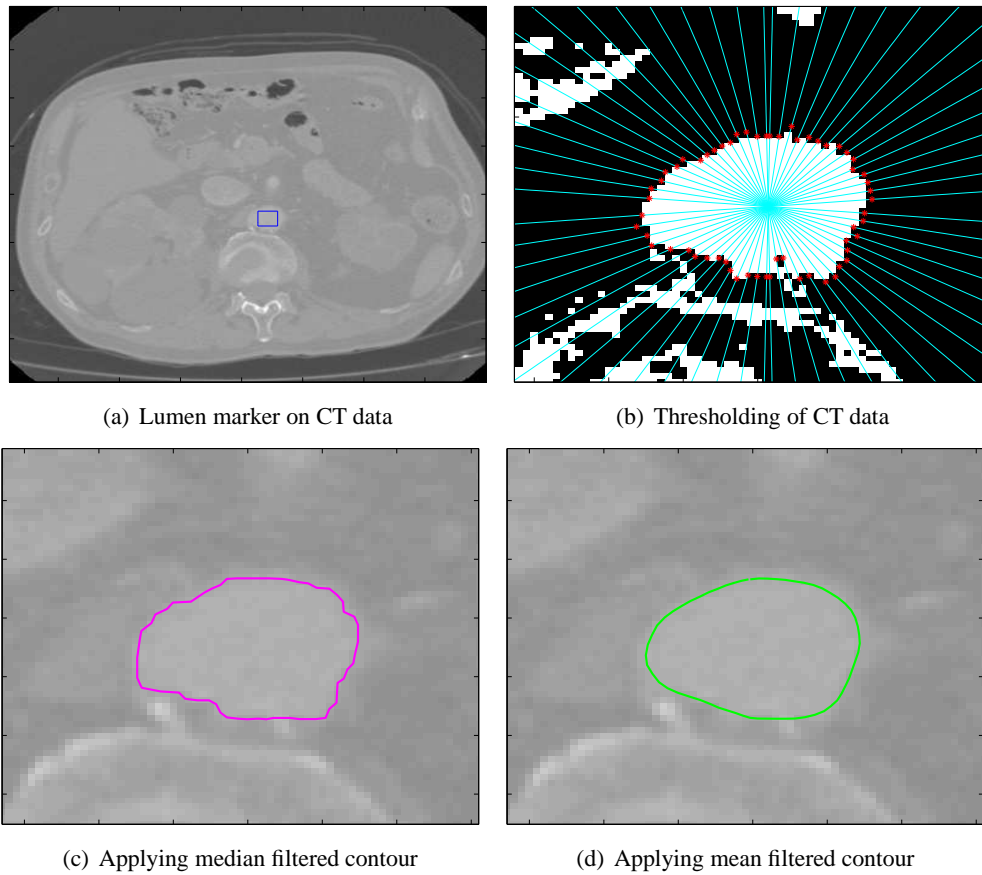 (a) Lumen marker on CT data
(b) Thresholding of CT data
(c) Applying median filtered contour
(d) Applying mean filtered contour